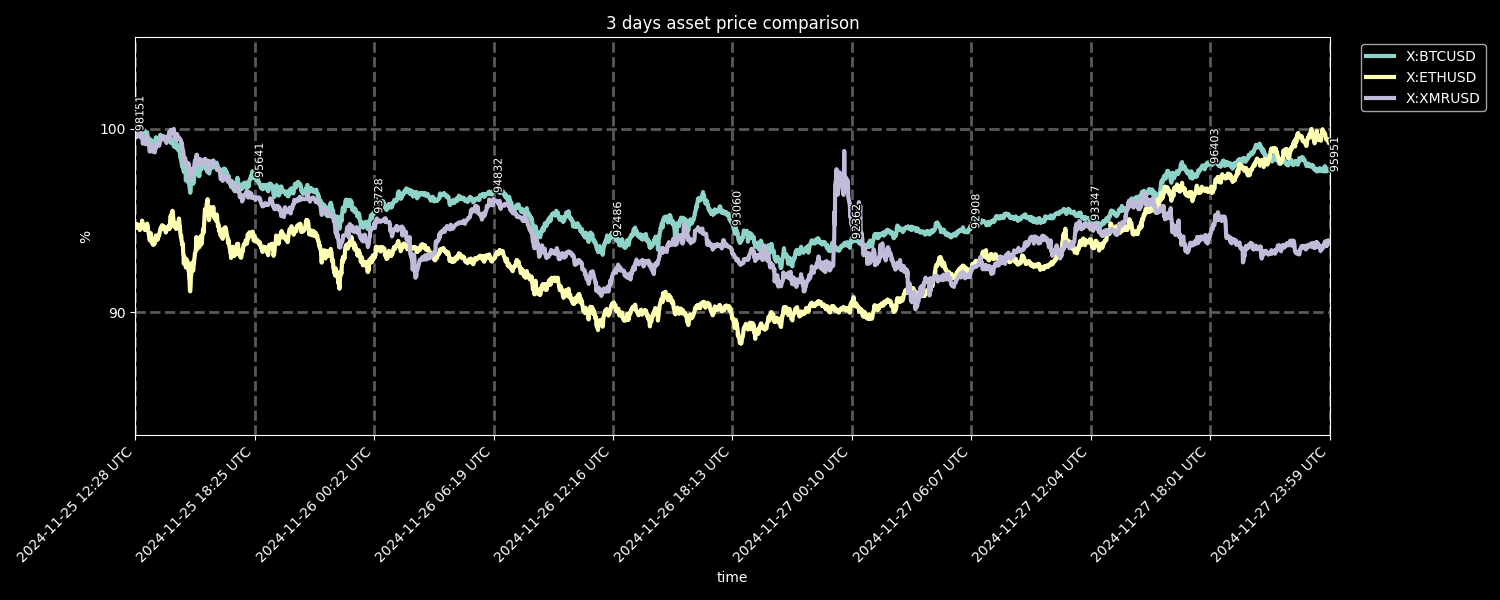 3 days asset price comparison
X:BTCUSD
X:ETHUSD
X:XMRUSD
%
100
90
98151
95641
93728
94832
92486
93060
92362
92908
93347
96403
95951
2024-11-25 12:28 UTC
2024-11-25 18:25 UTC
2024-11-26 00:22 UTC
2024-11-26 06:19 UTC
2024-11-26 12:16 UTC
2024-11-26 18:13 UTC
2024-11-27 00:10 UTC
2024-11-27 06:07 UTC
2024-11-27 12:04 UTC
2024-11-27 18:01 UTC
2024-11-27 23:59 UTC
time